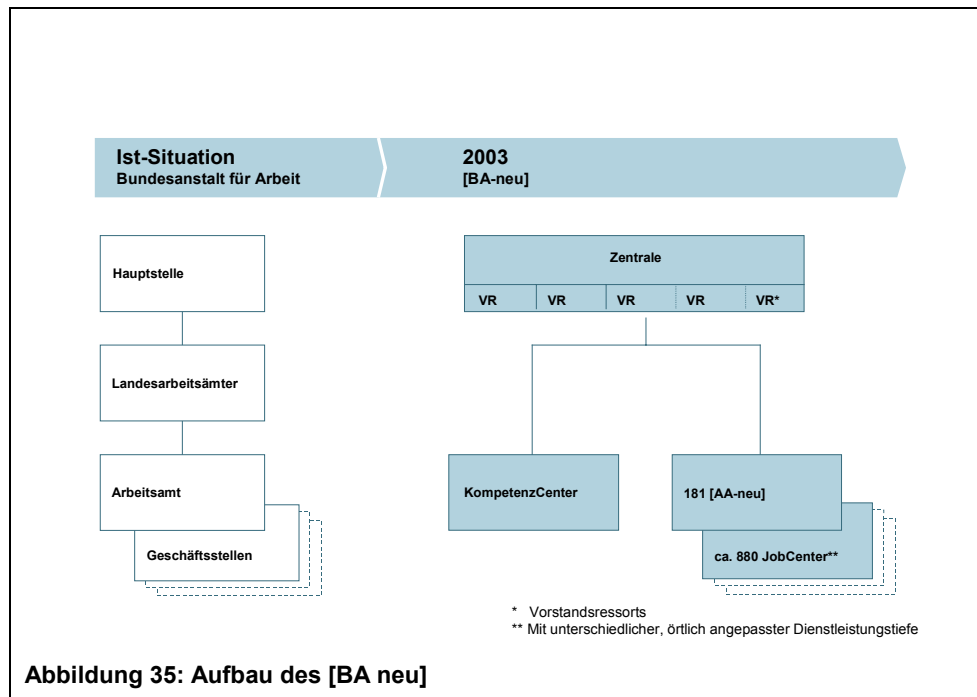 Ist-Situation
Bundesanstalt für Arbeit
2003
[BA-neu]
Hauptstelle
Landesarbeitsämter
Arbeitsamt
Geschäftsstellen
Zentrale
VR VR VR VR VR*
KompetenzCenter
181 [AA-neu]
ca. 880 JobCenter**
* Vorstandsressorts
** Mit unterschiedlicher, örtlich angepasster Dienstleistungstiefe
Abbildung 35: Aufbau des [BA neu]